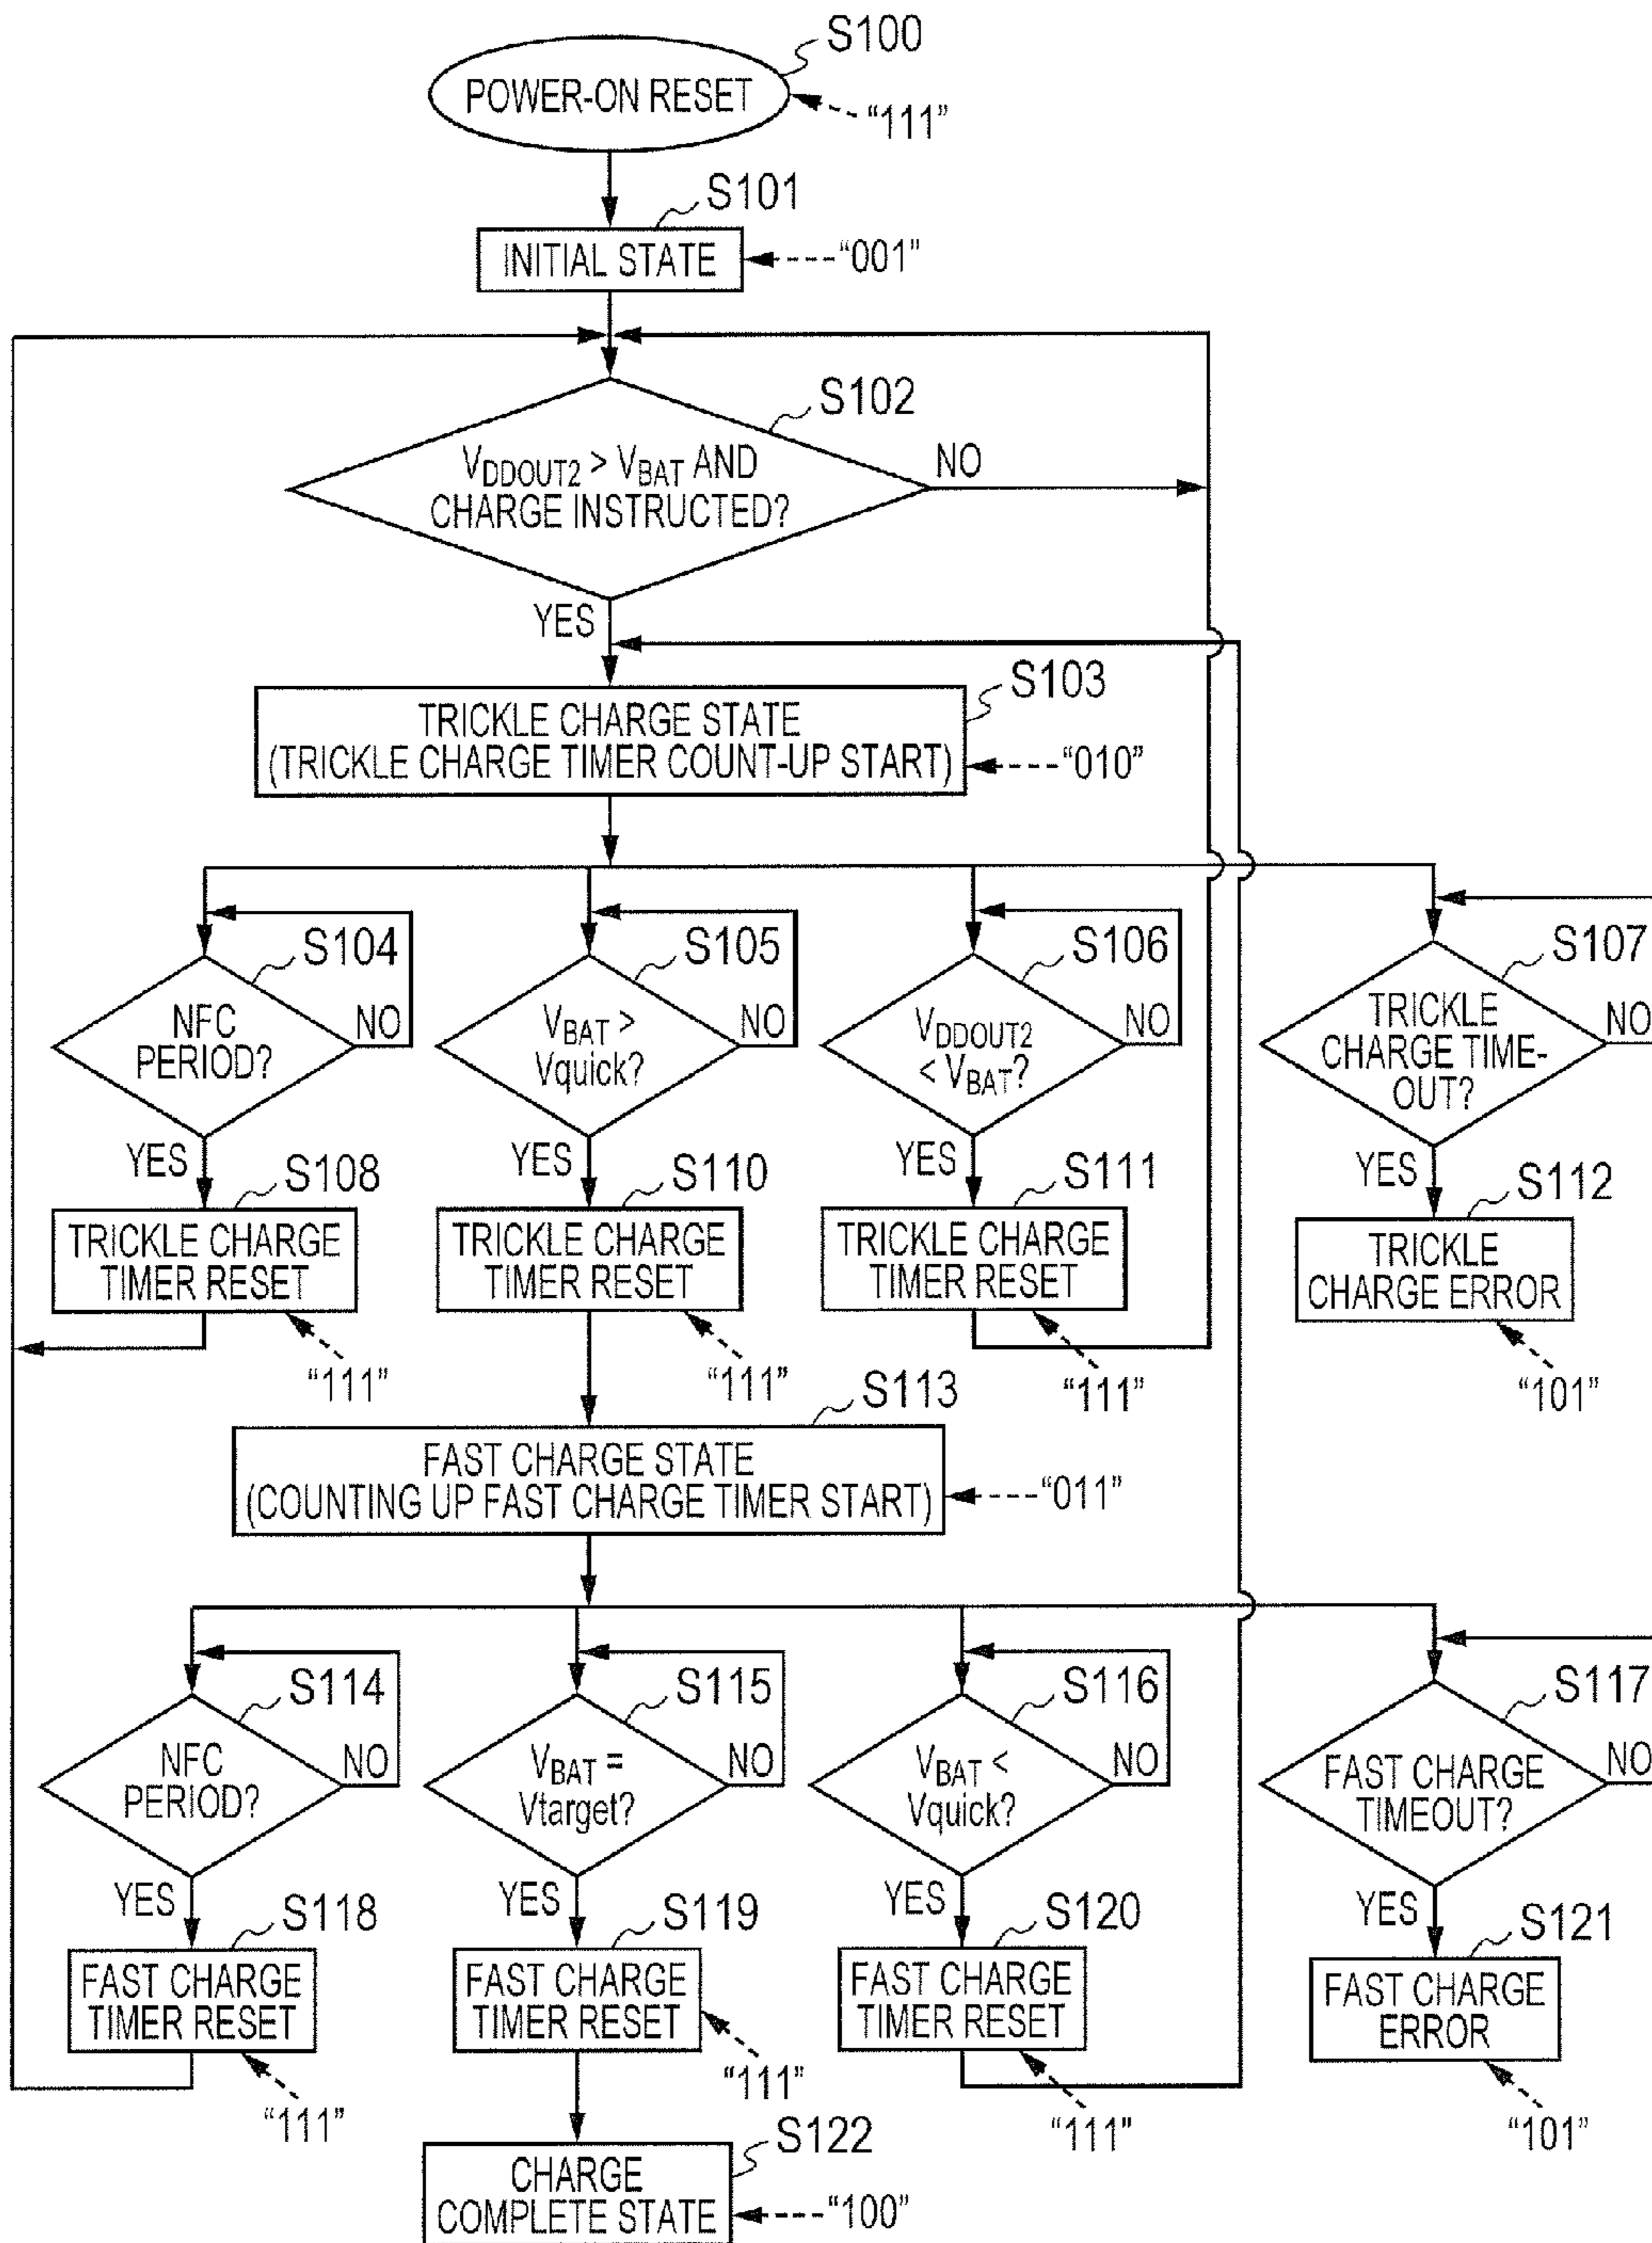 S100
POWER-ON RESET
"111"
S101
INITIAL STATE
"001"
S102
VDDOUT2 > VBAT AND
CHARGE INSTRUCTED?
NO
YES
S103
TRICKLE CHARGE STATE
(TRICKLE CHARGE TIMER COUNT-UP START)
"010"
S104
NFC
PERIOD?
NO
YES
S105
VBAT >
Vquick?
NO
YES
S106
VDDOUT2
< VBAT?
NO
YES
S107
TRICKLE
CHARGE TIME-
OUT?
NO
YES
S108
TRICKLE CHARGE
TIMER RESET
"111"
S110
TRICKLE CHARGE
TIMER RESET
"111"
S111
TRICKLE CHARGE
TIMER RESET
"111"
S112
TRICKLE
CHARGE ERROR
"101"
S113
FAST CHARGE STATE
(COUNTING UP FAST CHARGE TIMER START)
"011"
S114
NFC
PERIOD?
NO
YES
S115
VBAT =
Vtarget?
NO
YES
S116
VBAT <
Vquick?
NO
YES
S117
FAST CHARGE
TIMEOUT?
NO
YES
S118
FAST CHARGE
TIMER RESET
"111"
S119
FAST CHARGE
TIMER RESET
"111"
S120
FAST CHARGE
TIMER RESET
"111"
S121
FAST CHARGE
ERROR
"101"
S122
CHARGE
COMPLETE STATE
"100"